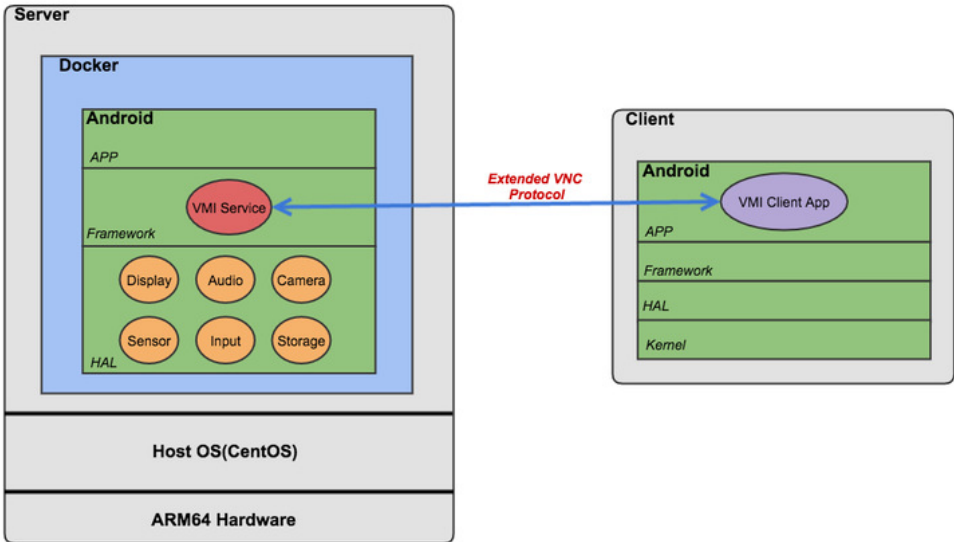 Server
Docker
Android
APP
VMI Service
Framework
Display
Audio
Camera
Sensor
Input
Storage
HAL
Host OS(CentOS)
ARM64 Hardware
Extended VNC
Protocol
Client
Android
VMI Client App
APP
Framework
HAL
Kernel